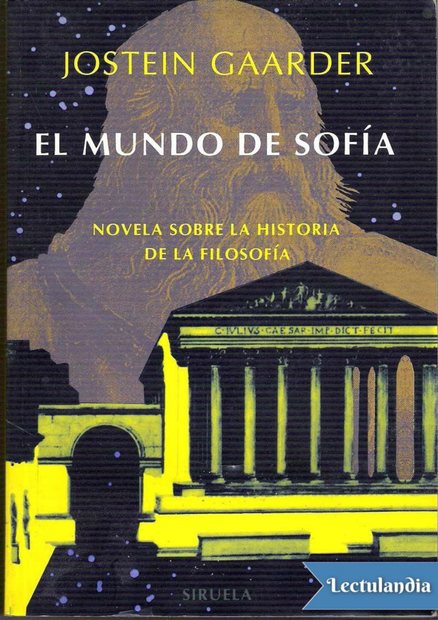 JOSTEIN GAARDER
EL MUNDO DE SOFÍA
NOVELA SOBRE LA HISTORIA
DE LA FILOSOFÍA
C·IVLIVS·CAESAR·IMP·DICT·FECIT
SIRUELA
Lectulandia